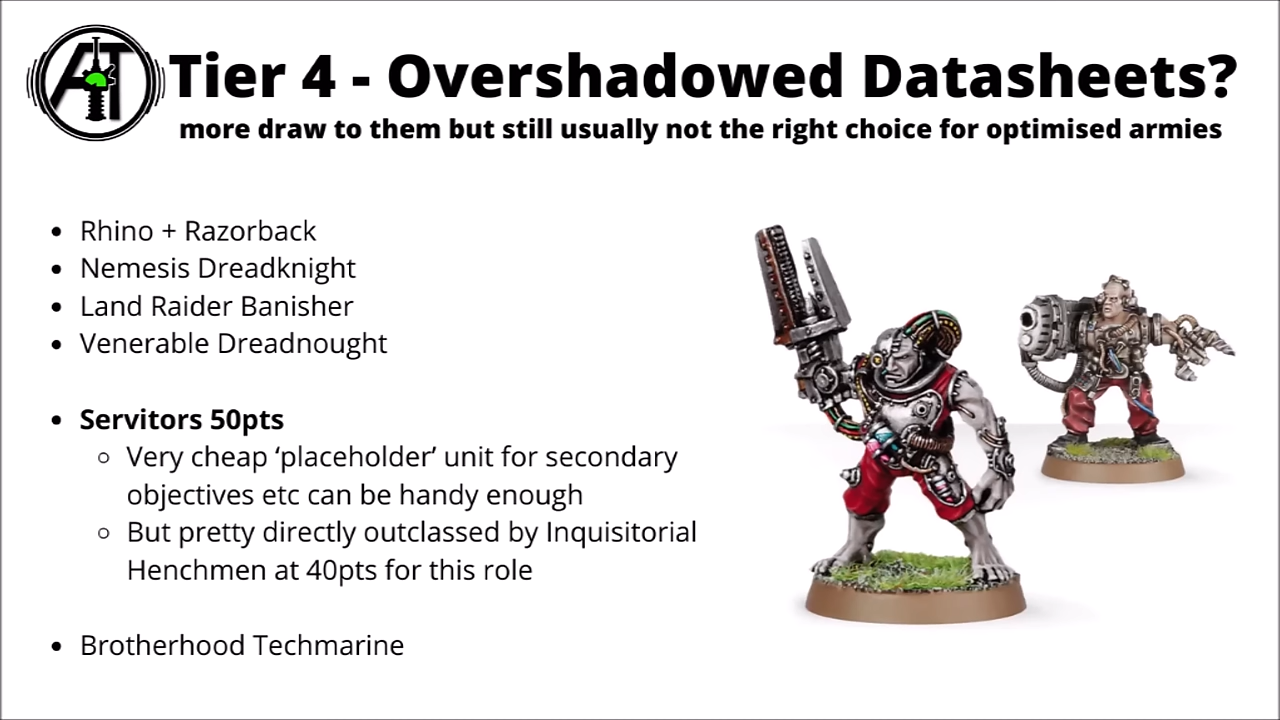 AT
Tier 4 - Overshadowed Datasheets?
more draw to them but still usually not the right choice for optimised armies
• Rhino + Razorback
• Nemesis Dreadknight
• Land Raider Banisher
• Venerable Dreadnought
• Servitors 50pts
○ Very cheap ‘placeholder’ unit for secondary
objectives etc can be handy enough
○ But pretty directly outclassed by Inquisitorial
Henchmen at 40pts for this role
• Brotherhood Techmarine